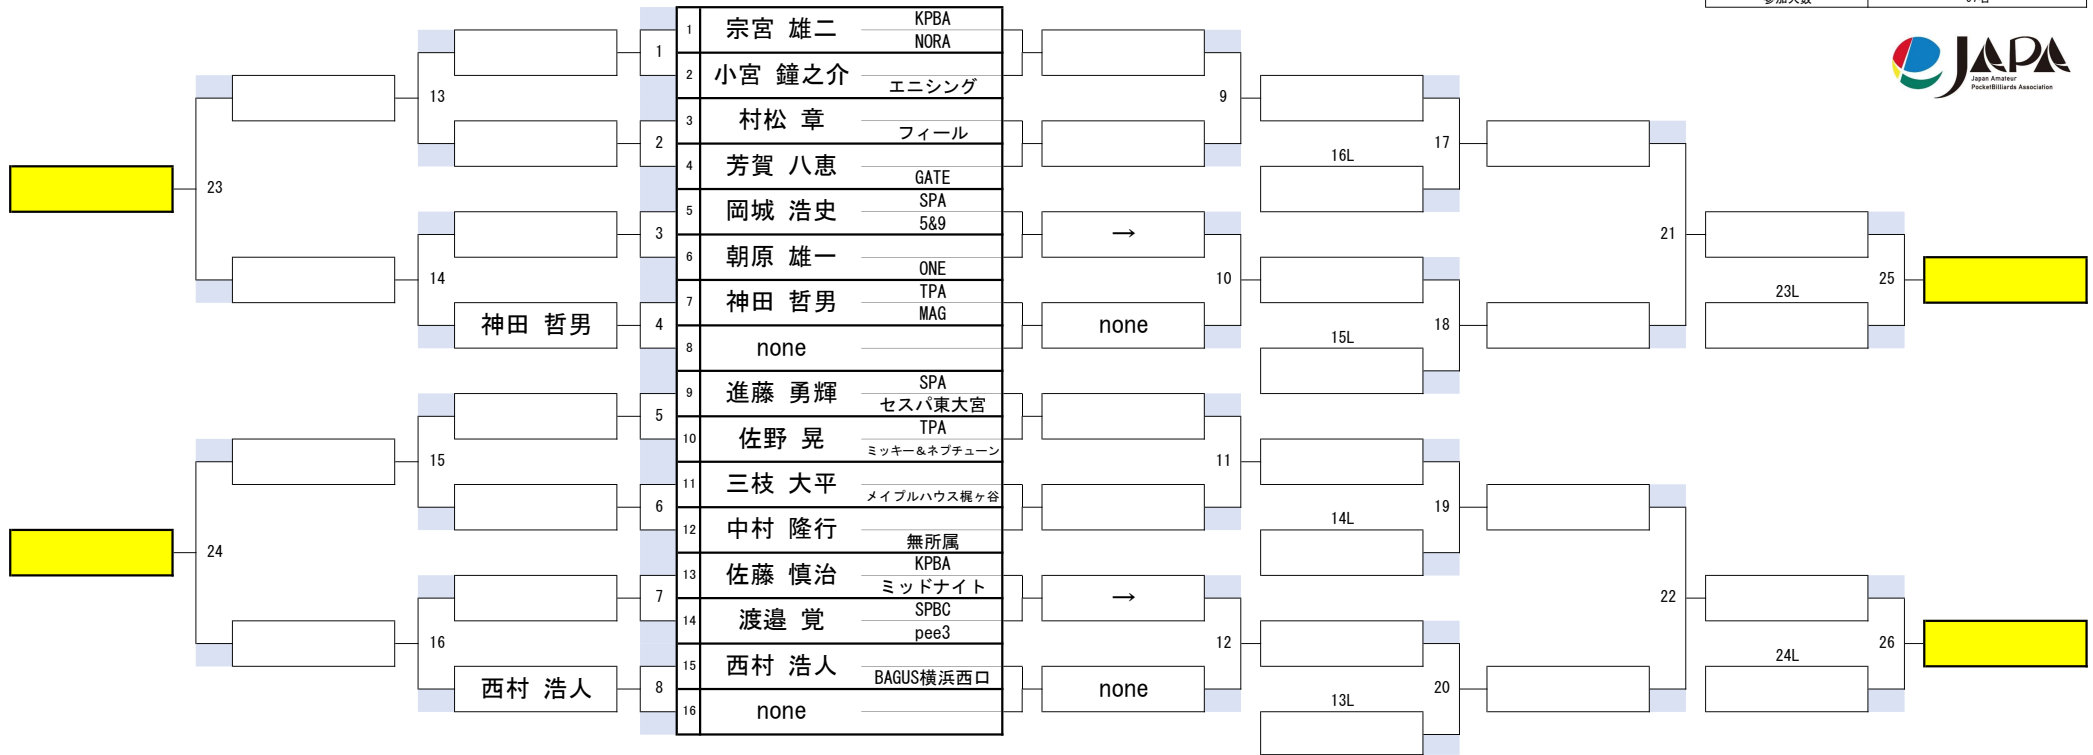 参加人数
JAPA
Japan Amateur
PocketBilliards Association
1 宗宮 雄二 KPBA
NORA
2 小宮 鐘之介 エニシング
3 村松 章 フィール
4 芳賀 八恵 GATE
5 岡城 浩史 SPA
5&9
6 朝原 雄一 ONE
7 神田 哲男 TPA
MAG
8 none
9 進藤 勇輝 SPA
セスパ東大宮
10 佐野 晃 TPA
ミッキー&ネプチューン
11 三枝 大平 メイプルハウス梶ヶ谷
12 中村 隆行 無所属
13 佐藤 慎治 KPBA
ミッドナイト
14 渡邉 覚 SPBC
pee3
15 西村 浩人 BAGUS横浜西口
16 none
1
2
3
神田 哲男 4
5
6
7
西村 浩人 8
13
14
15
16
23
24
→
none
→
none
9
10
11
12
16L
15L
14L
13L
17
18
19
20
21
22
23L
24L
25
26